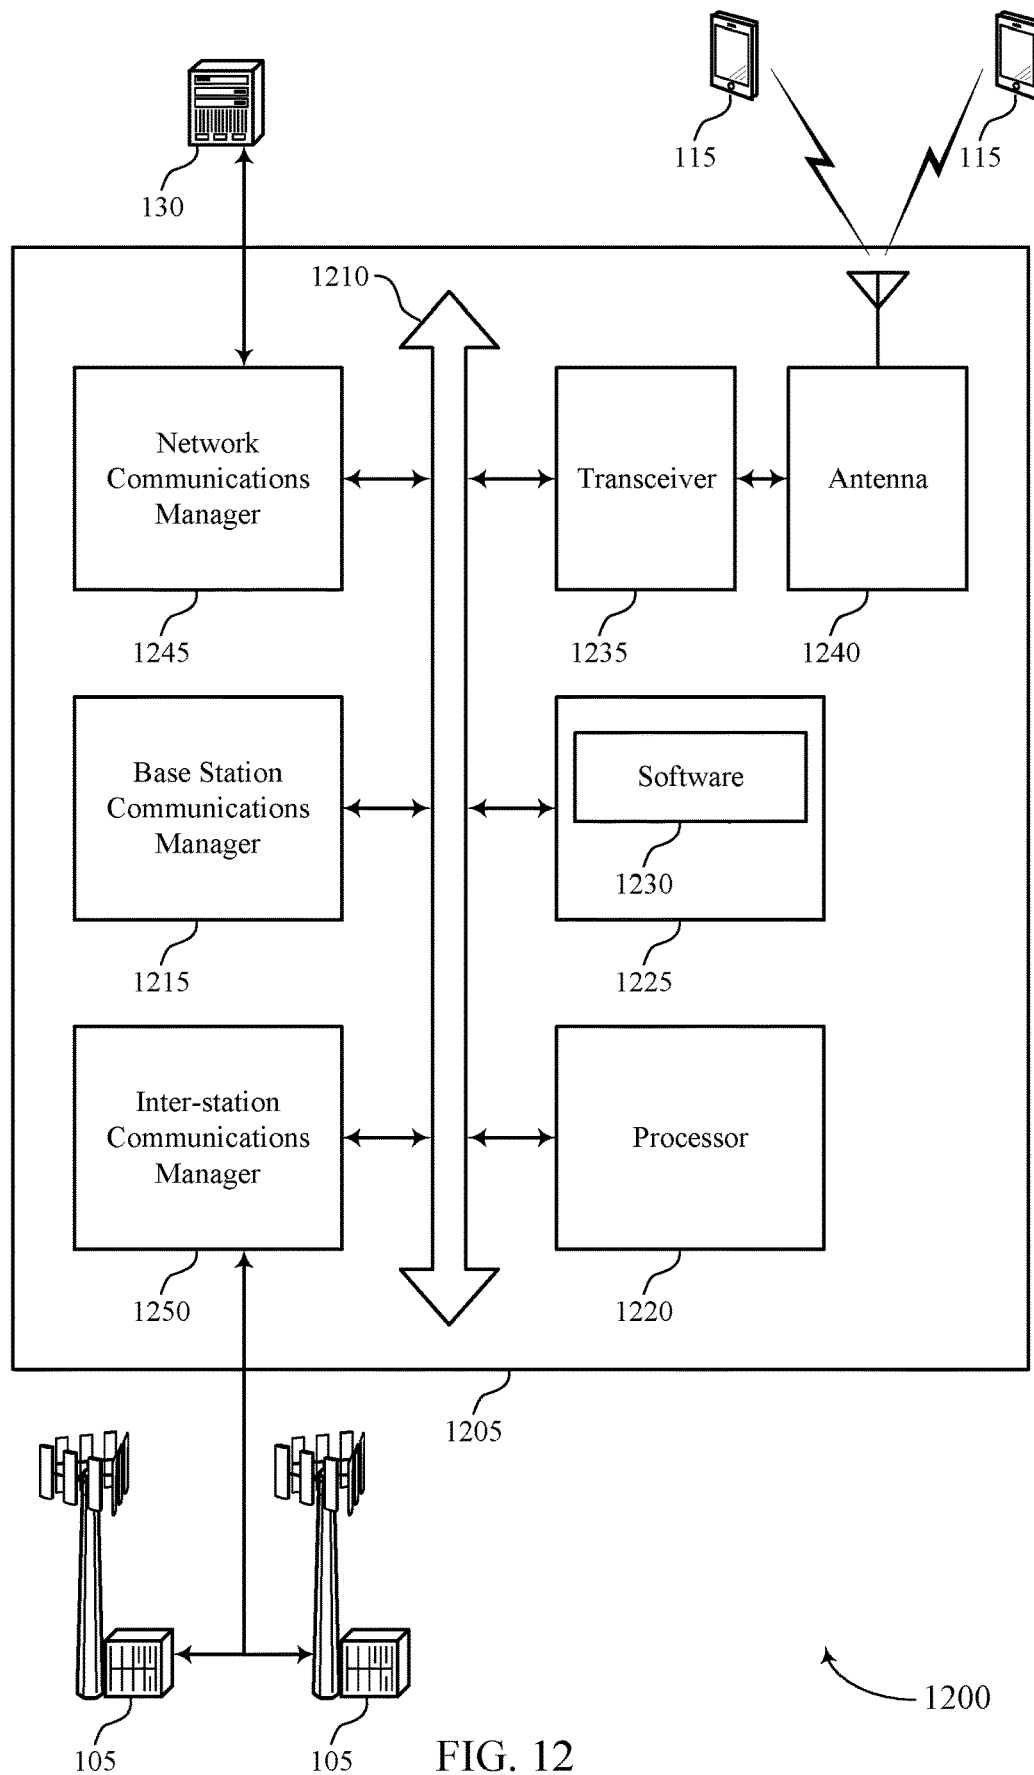 130
115
115
1210
Network
Communications
Manager
Transceiver
Antenna
1245
1235
1240
Base Station
Communications
Manager
Software
1230
1215
1225
Inter-station
Communications
Manager
Processor
1250
1220
1205
105
105
1200
FIG. 12